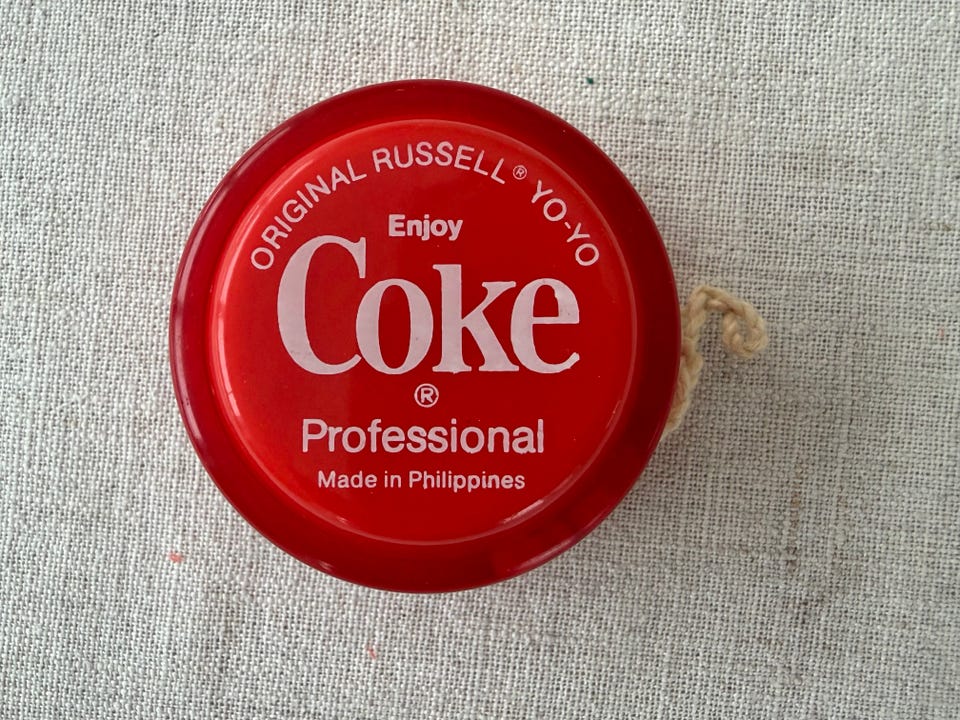 ORIGINAL RUSSELL® YO-YO
Enjoy
Coke
®
Professional
Made in Philippines